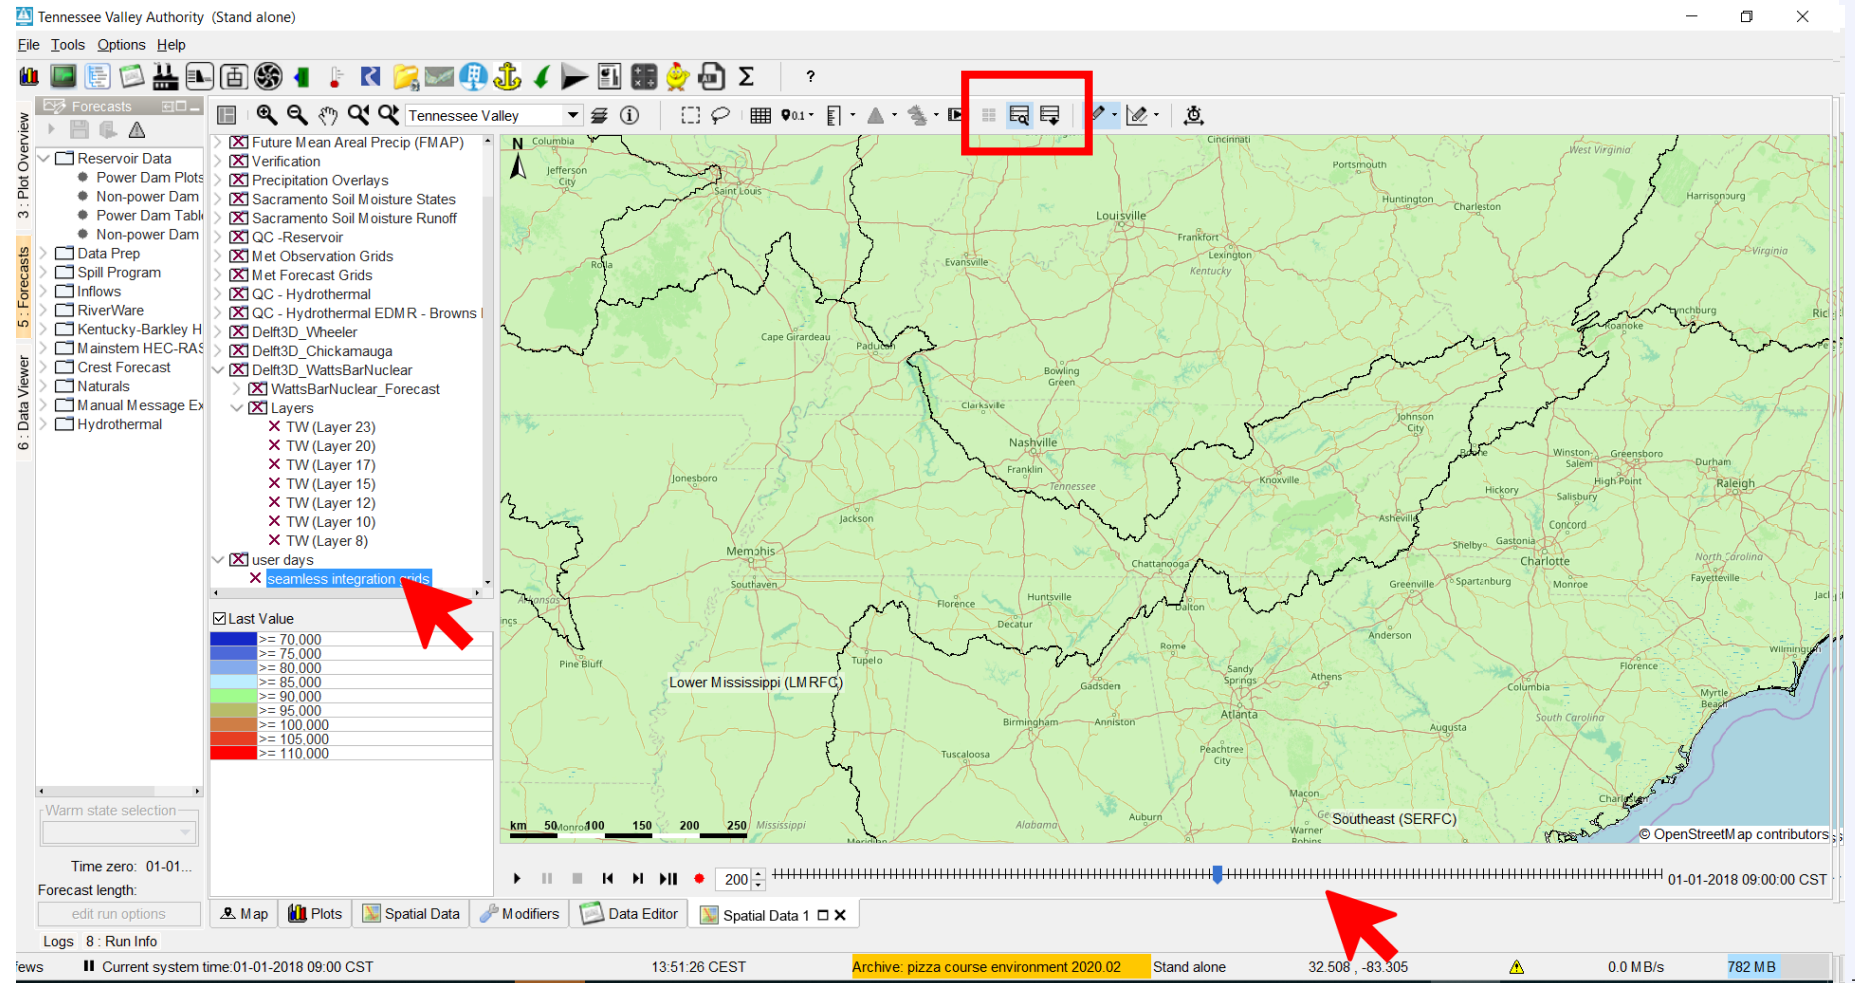 Tennessee Valley Authority (Stand alone)
File Tools Options Help
Σ ?
Forecasts
Tennessee Valley
0.1
3 : Plot Overview
5 : Forecasts
6 : Data Viewer
Reservoir Data
Power Dam Plots
Non-power Dam
Power Dam Tabl
Non-power Dam
Data Prep
Spill Program
Inflows
RiverWare
Kentucky-Barkley H
Mainstem HEC-RAS
Crest Forecast
Naturals
Manual Message Ex
Hydrothermal
Warm state selection
Time zero: 01-01...
Forecast length:
edit run options
Future Mean Areal Precip (FMAP)
Verification
Precipitation Overlays
Sacramento Soil Moisture States
Sacramento Soil Moisture Runoff
QC -Reservoir
Met Observation Grids
Met Forecast Grids
QC - Hydrothermal
QC - Hydrothermal EDMR - Browns
Delft3D_Wheeler
Delft3D_Chickamauga
Delft3D_WattsBarNuclear
WattsBarNuclear_Forecast
Layers
TW (Layer 23)
TW (Layer 20)
TW (Layer 17)
TW (Layer 15)
TW (Layer 12)
TW (Layer 10)
TW (Layer 8)
user days
seamless integration grids
Last Value
>= 70,000
>= 75,000
>= 80,000
>= 85,000
>= 90,000
>= 95,000
>= 100,000
>= 105,000
>= 110,000
N
Columbia
Cincinnati
West Virginia
Jefferson
City
Portsmouth
Saint Louis
Harrisonburg
Huntington
Charleston
Louisville
Frankfort
Lexington
Kentucky
Virginia
Evansville
Rolla
Lynchburg
Roanoke
Cape Girardeau
Paducah
Bowling
Green
Clarksville
Johnson
City
Boone
Nashville
Winston-
Salem
Greensboro
Durham
Franklin
Tennessee
Knoxville
High Point
Raleigh
Jonesboro
Hickory
Salisbury
Jackson
Asheville
Concord
Memphis
Shelby
Gastonia
Charlotte
North Carolina
Chattanooga
Southaven
Greenville
Spartanburg
Monroe
Fayetteville
Arkansas
Florence
Huntsville
Dalton
Decatur
Anderson
Rome
Wilmington
Pine Bluff
Tupelo
Sandy
Springs
Athens
Florence
Lower Mississippi (LMRFC)
Gadsden
Columbia
Myrtle
Beach
Birmingham
Anniston
Atlanta
South Carolina
Augusta
Tuscaloosa
Peachtree
City
Macon
Charleston
Southeast (SERFC)
Auburn
Warner
Robins
km 50 100 150 200 250
Monroe
Mississippi
Alabama
Meridian
© OpenStreetMap contributors
200
01-01-2018 09:00:00 CST
Map Plots Spatial Data Modifiers Data Editor Spatial Data 1
Logs 8 : Run Info
fews Current system time:01-01-2018 09:00 CST 13:51:26 CEST Archive: pizza course environment 2020.02 Stand alone 32.508 , -83.305 0.0 MB/s 782 MB